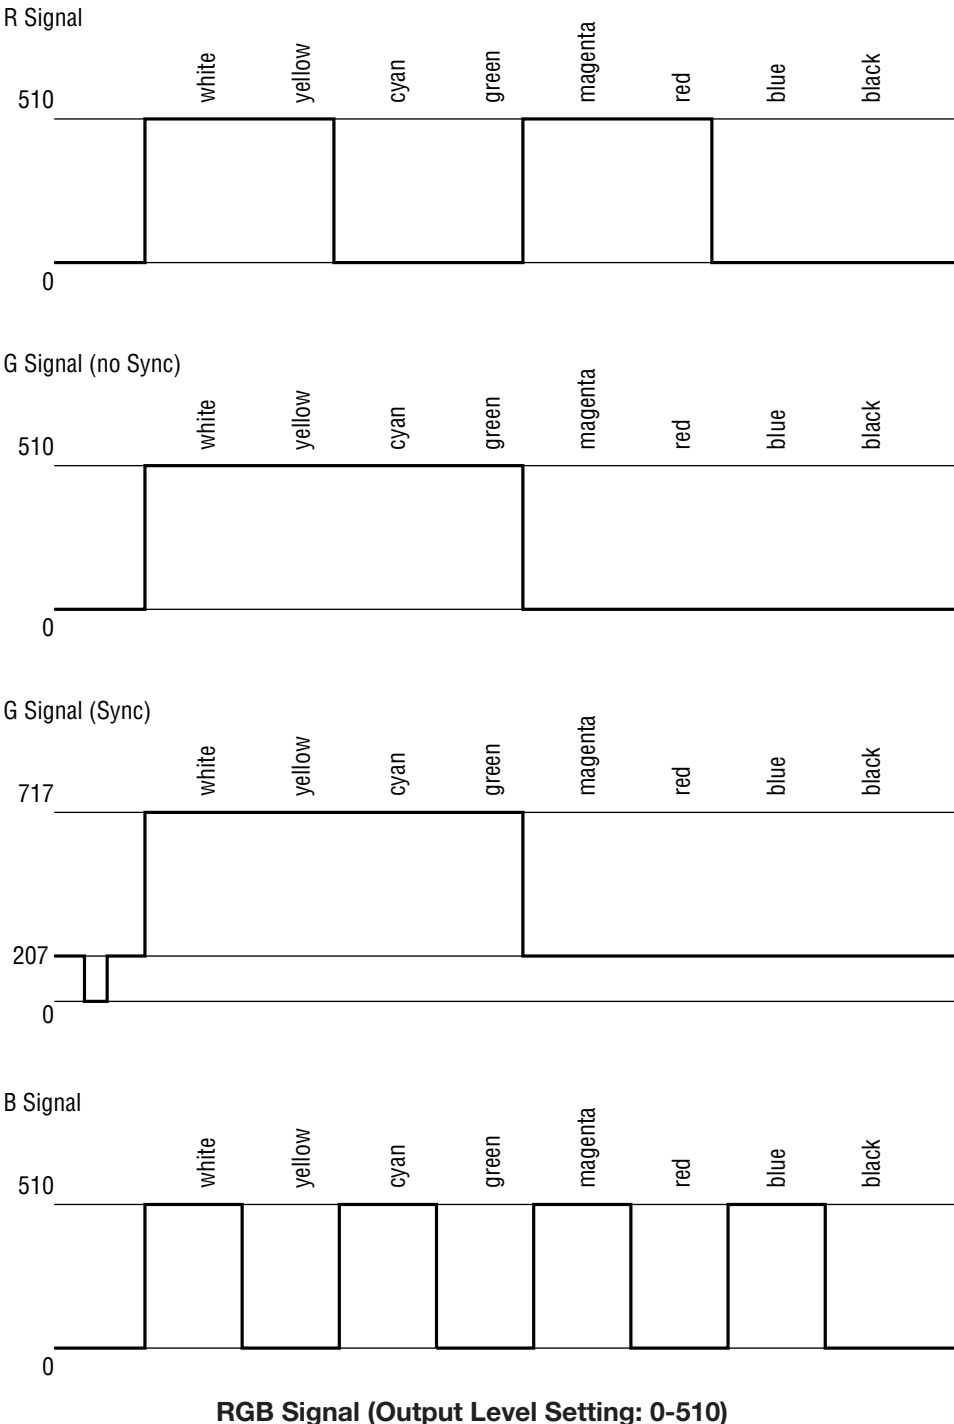 R Signal
white yellow cyan green magenta red blue black
510
0
G Signal (no Sync)
white yellow cyan green magenta red blue black
510
0
G Signal (Sync)
white yellow cyan green magenta red blue black
717
207
0
B Signal
white yellow cyan green magenta red blue black
510
0
RGB Signal (Output Level Setting: 0-510)